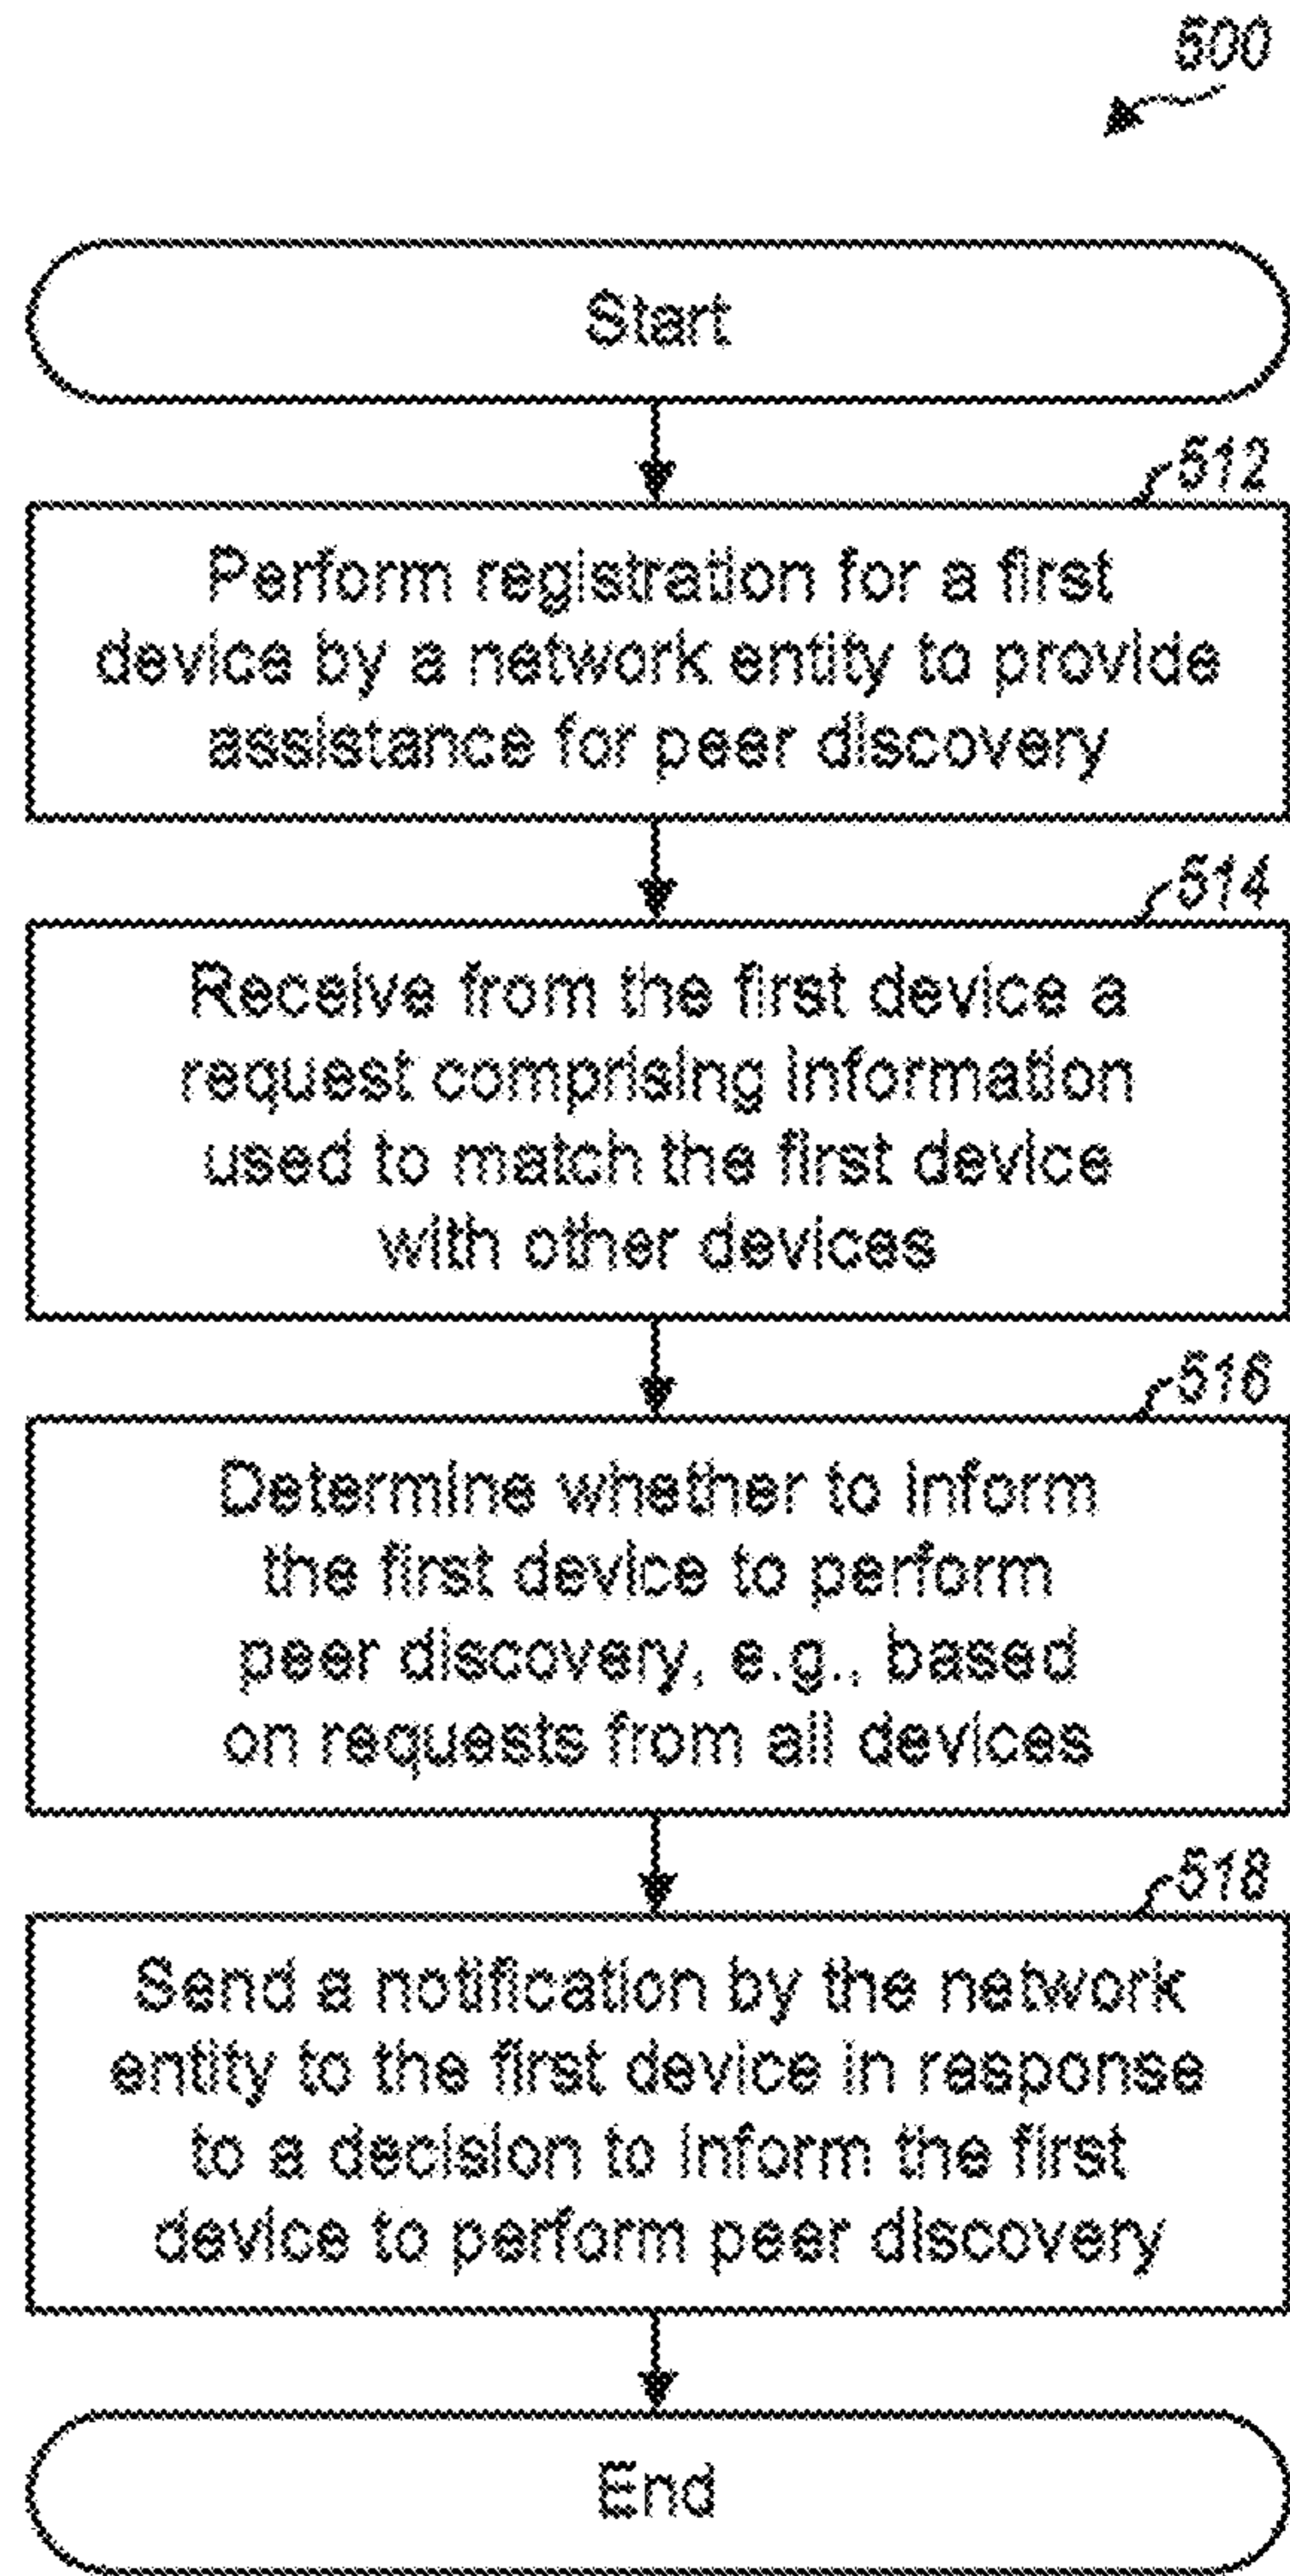 500
Start
512
Perform registration for a first
device by a network entity to provide
assistance for peer discovery
514
Receive from the first device a
request comprising information
used to match the first device
with other devices
516
Determine whether to inform
the first device to perform
peer discovery, e.g., based
on requests from all devices
518
Send a notification by the network
entity to the first device in response
to a decision to inform the first
device to perform peer discovery
End